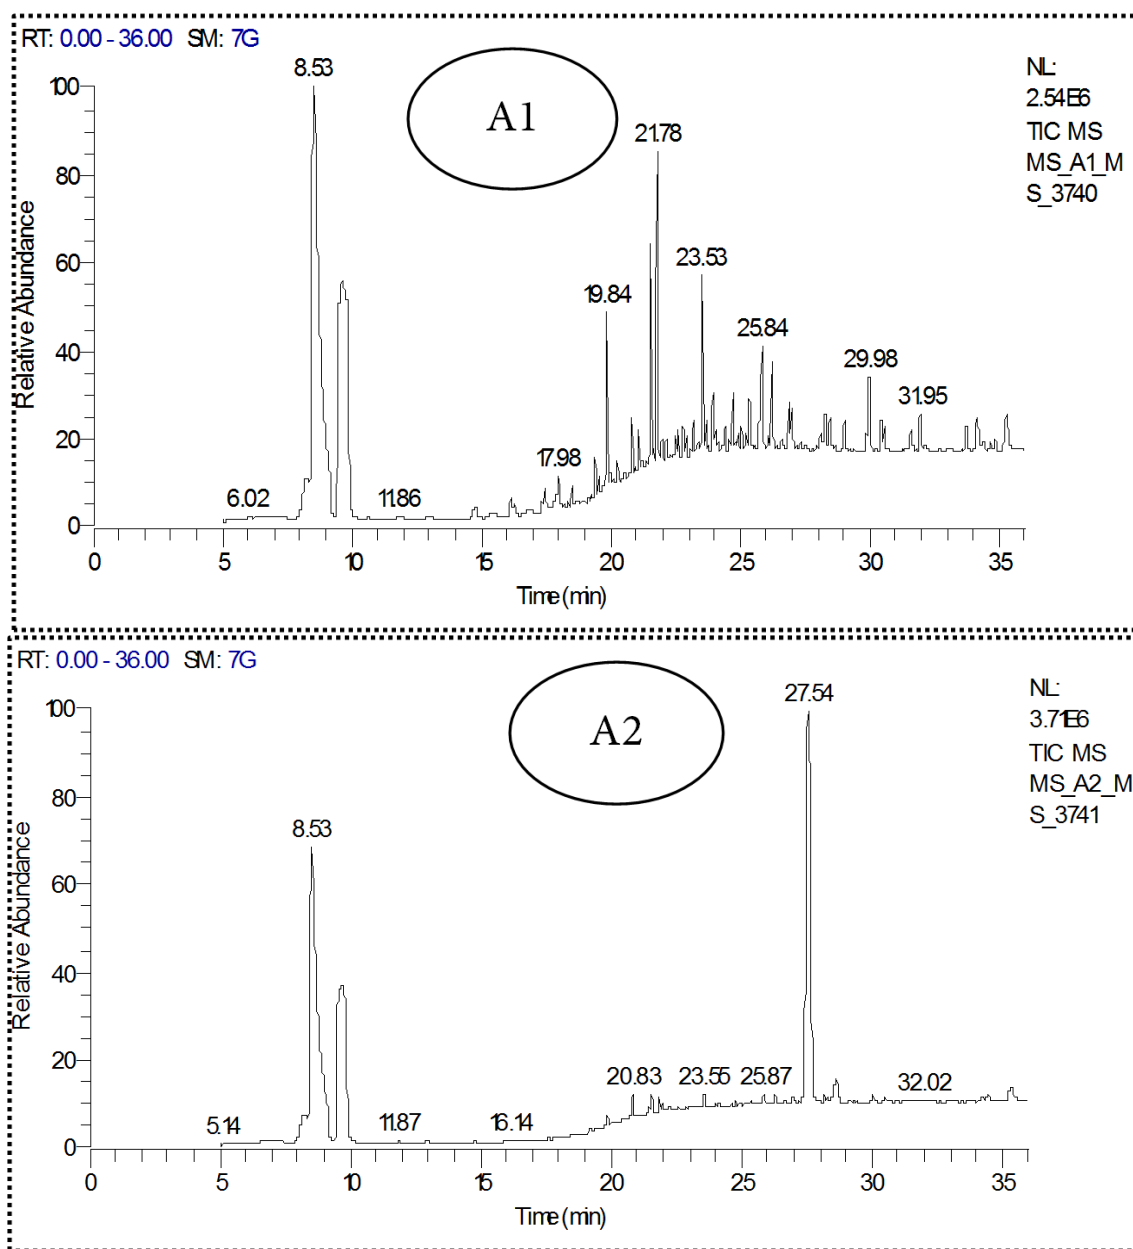 RT: 0.00 - 36.00 SM: 7G
8.53
A1
NL:
2.54E6
TIC MS
MS_A1_M
S_3740
100
80
60
40
20
0
Relative Abundance
6.02
11.86
17.98
19.84
21.78
23.53
25.84
29.98
31.95
0 5 10 15 20 25 30 35
Time (min)
RT: 0.00 - 36.00 SM: 7G
27.54
A2
NL:
3.71E6
TIC MS
MS_A2_M
S_3741
100
80
60
40
20
0
Relative Abundance
8.53
5.14
11.87
16.14
20.83
23.55
25.87
32.02
0 5 10 15 20 25 30 35
Time (min)